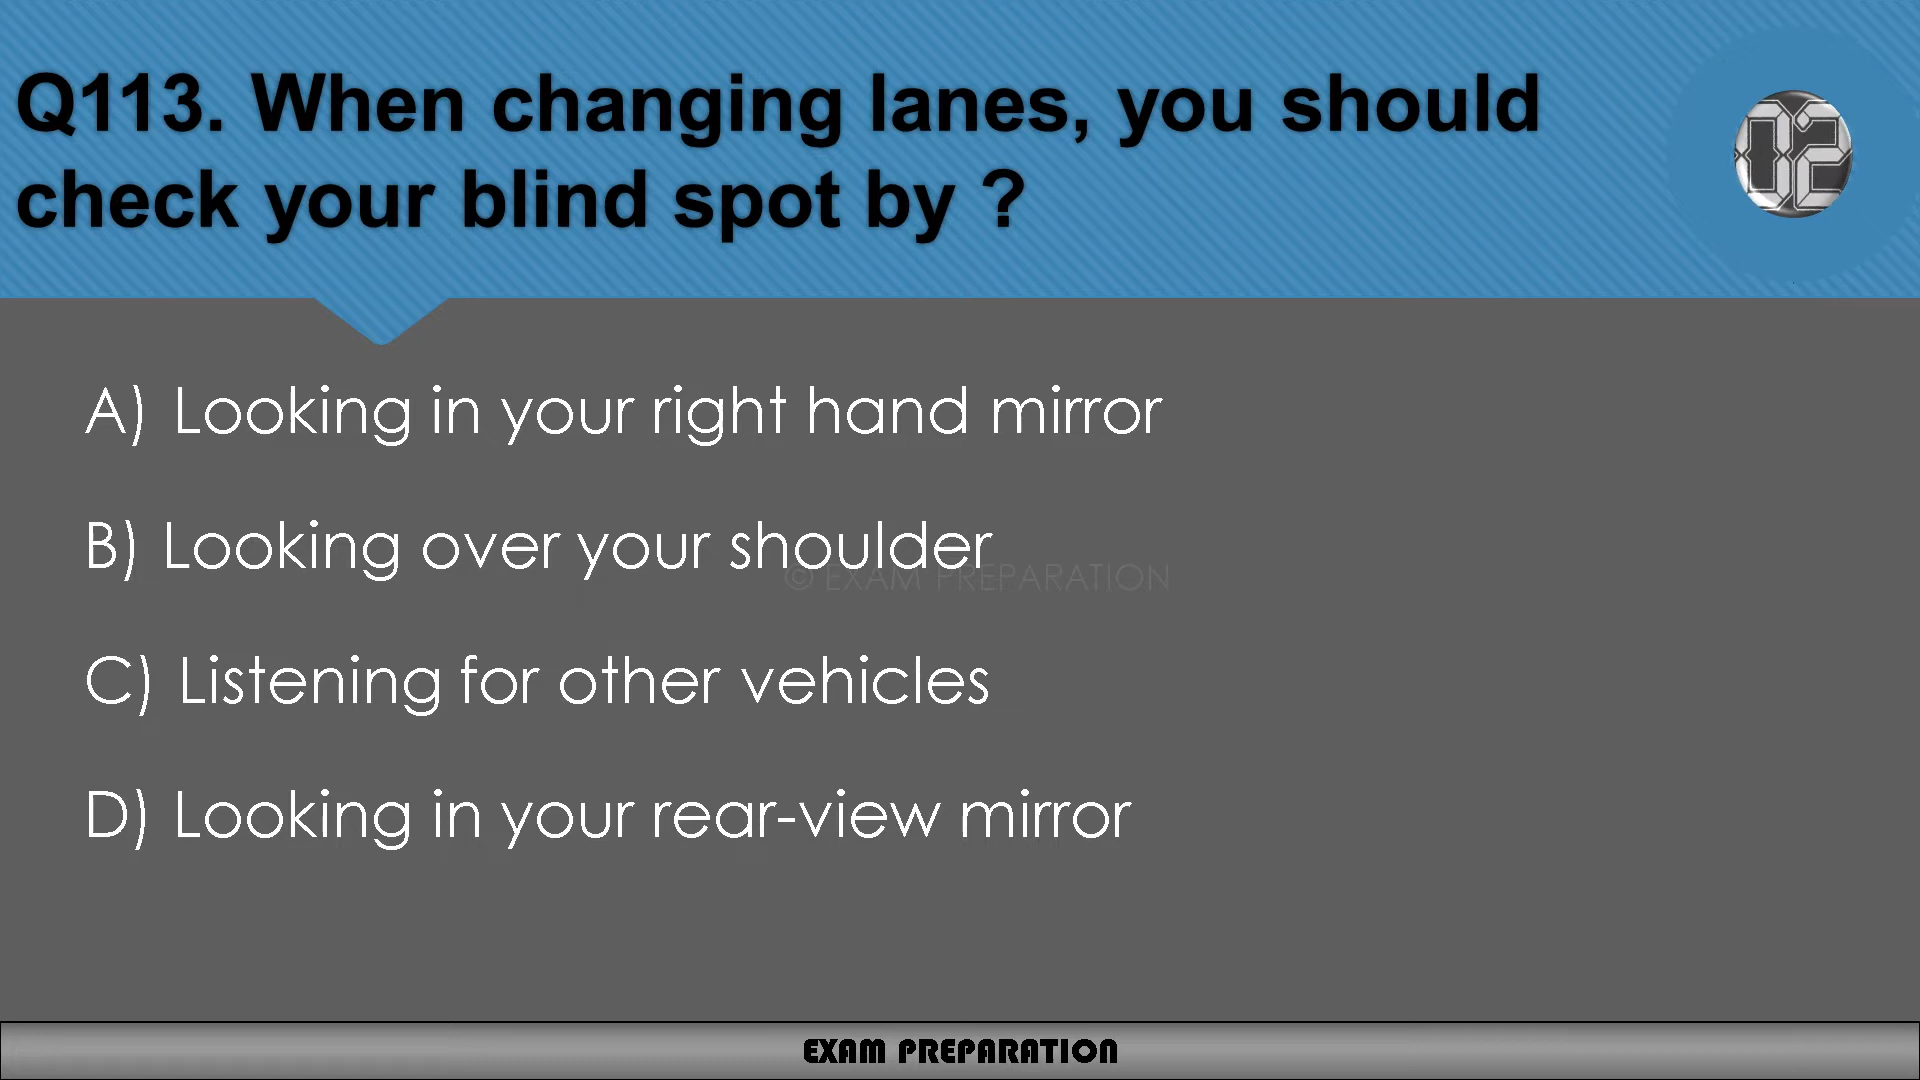 Q113. When changing lanes, you should
check your blind spot by ?
02
A) Looking in your right hand mirror
B) Looking over your shoulder
© EXAM PREPARATION
C) Listening for other vehicles
D) Looking in your rear-view mirror
EXAM PREPARATION